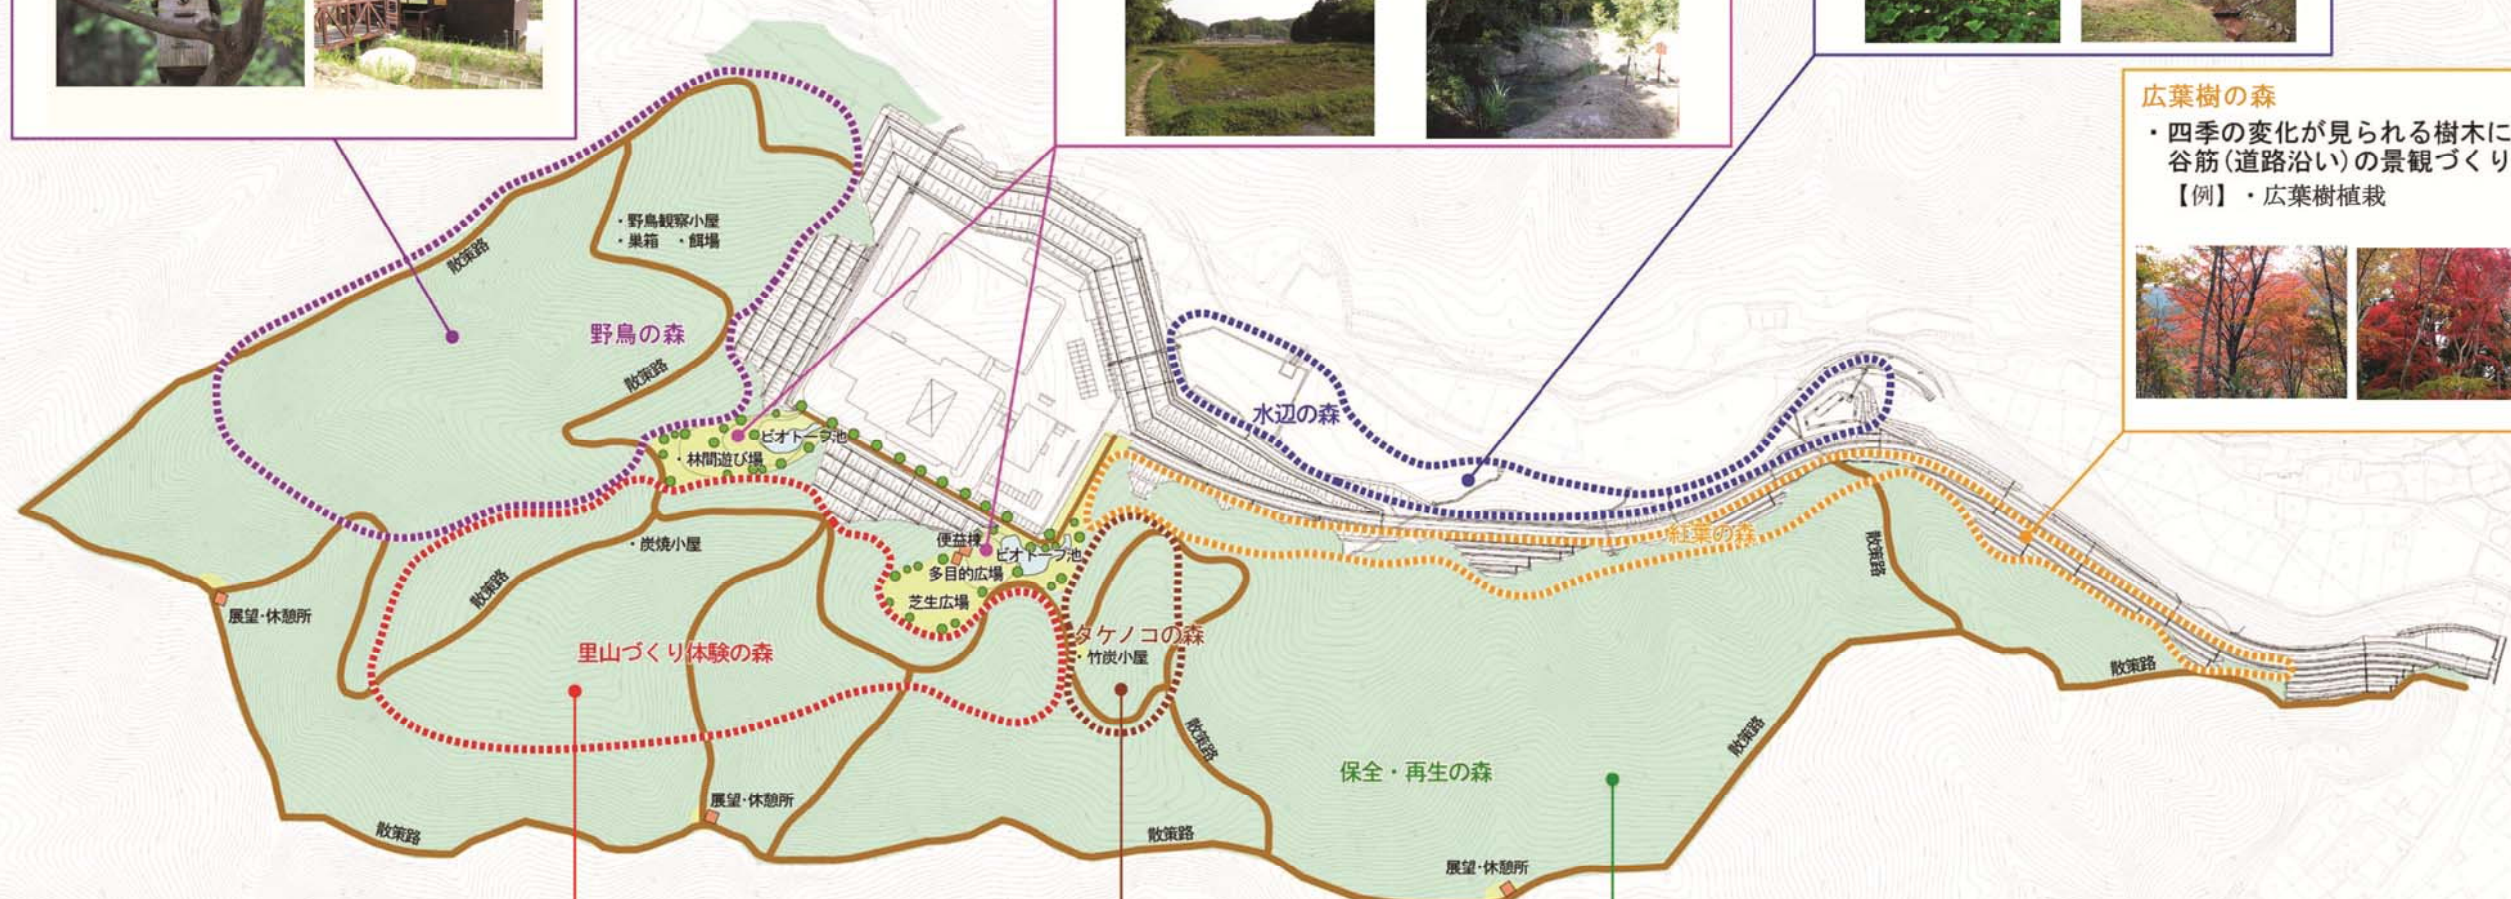 広葉樹の森
・四季の変化が見られる樹木に
谷筋(道路沿い)の景観づくり
【例】・広葉樹植栽
・野鳥観察小屋
・巣箱 ・餌場
散策路
野鳥の森
散策路
水辺の森
ビオトープ池
・林間遊び場
紅葉の森
便益棟
ビオトープ池
・炭焼小屋
多目的広場
散策路
散策路
芝生広場
展望・休憩所
タケノコの森
・竹炭小屋
里山づくり体験の森
散策路
散策路
散策路
保全・再生の森
展望・休憩所
散策路
散策路
展望・休憩所